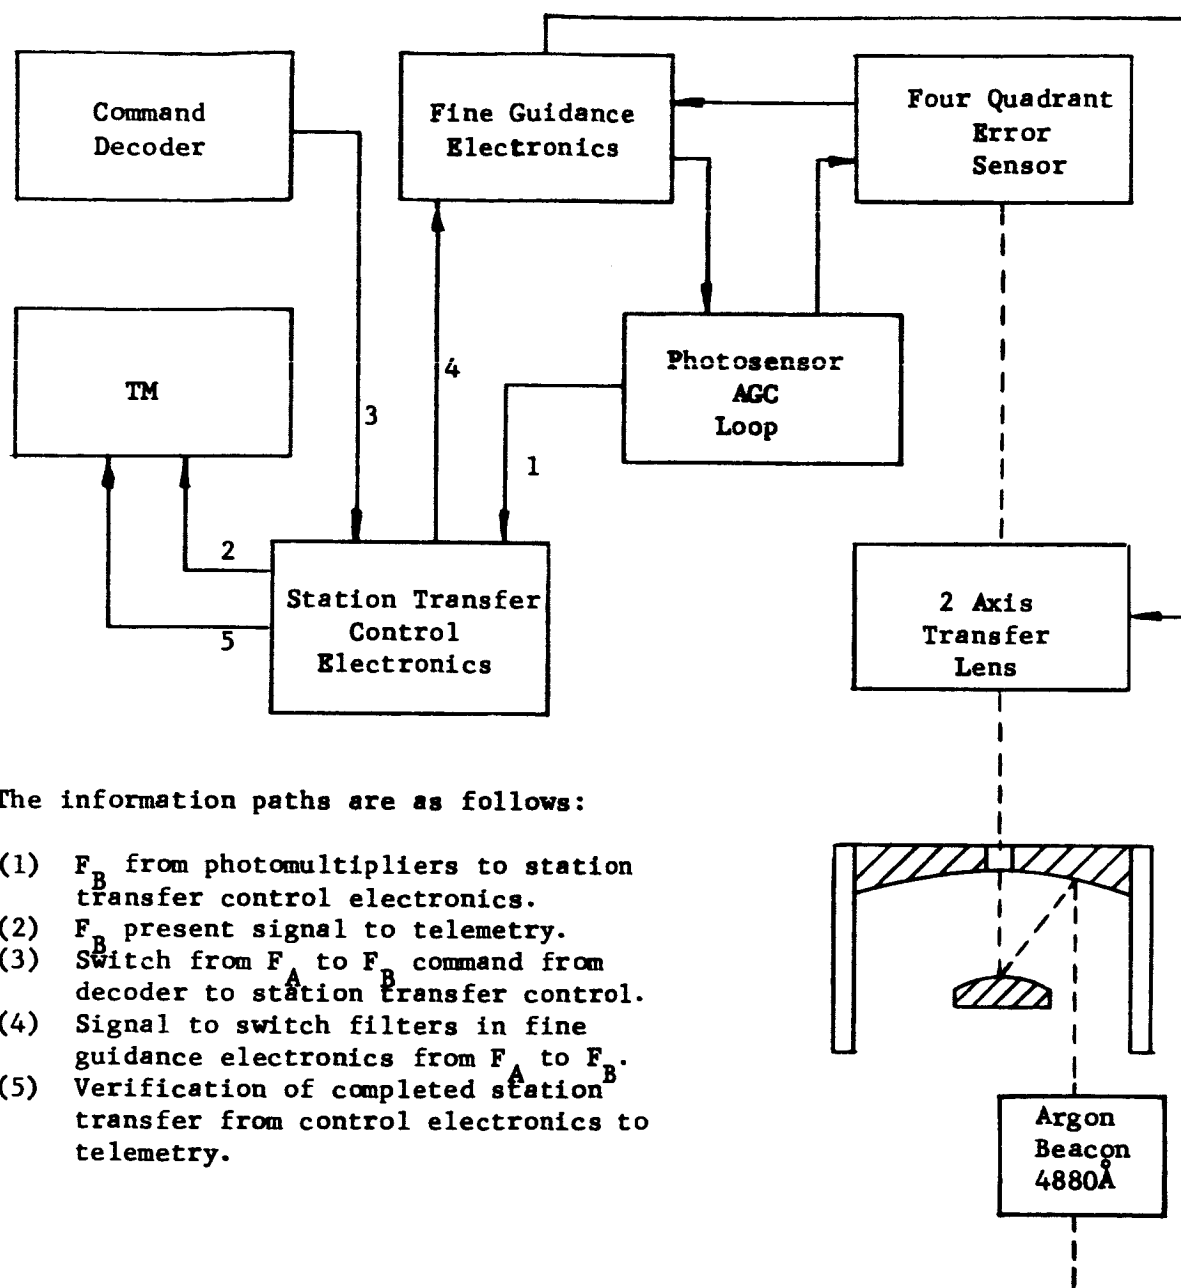 Command
Decoder
Fine Guidance
Electronics
Four Quadrant
Error
Sensor
TM
Photosensor
AGC
Loop
4
3
1
2
5
Station Transfer
Control
Electronics
2 Axis
Transfer
Lens
The information paths are as follows:
(1) F_B from photomultipliers to station
transfer control electronics.
(2) F_B present signal to telemetry.
(3) Switch from F_A to F_B command from
decoder to station transfer control.
(4) Signal to switch filters in fine
guidance electronics from F_A to F_B.
(5) Verification of completed station
transfer from control electronics to
telemetry.
Argon
Beacon
4880Å